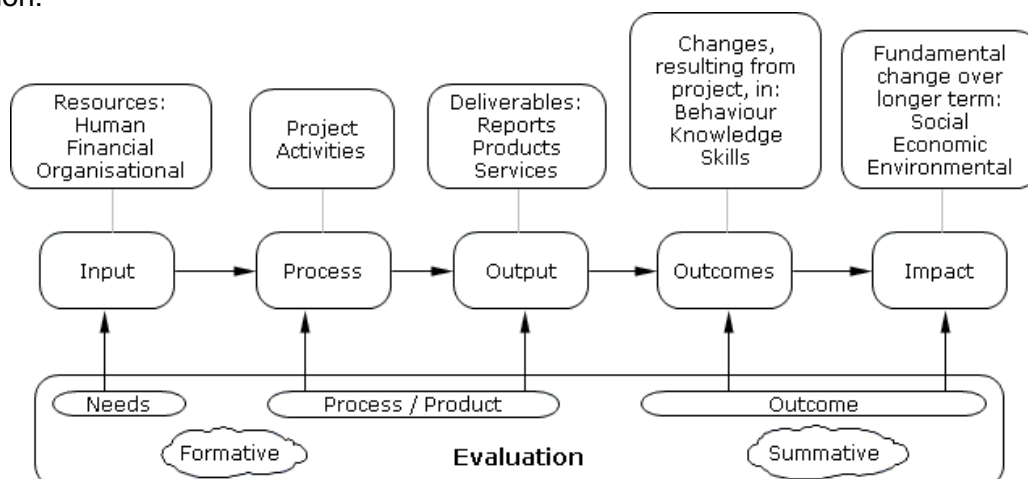 ion.
Resources:
Human
Financial
Organisational
Project
Activities
Deliverables:
Reports
Products
Services
Changes,
resulting from
project, in:
Behaviour
Knowledge
Skills
Fundamental
change over
longer term:
Social
Economic
Environmental
Input
Process
Output
Outcomes
Impact
Needs
Process / Product
Outcome
Formative
Evaluation
Summative